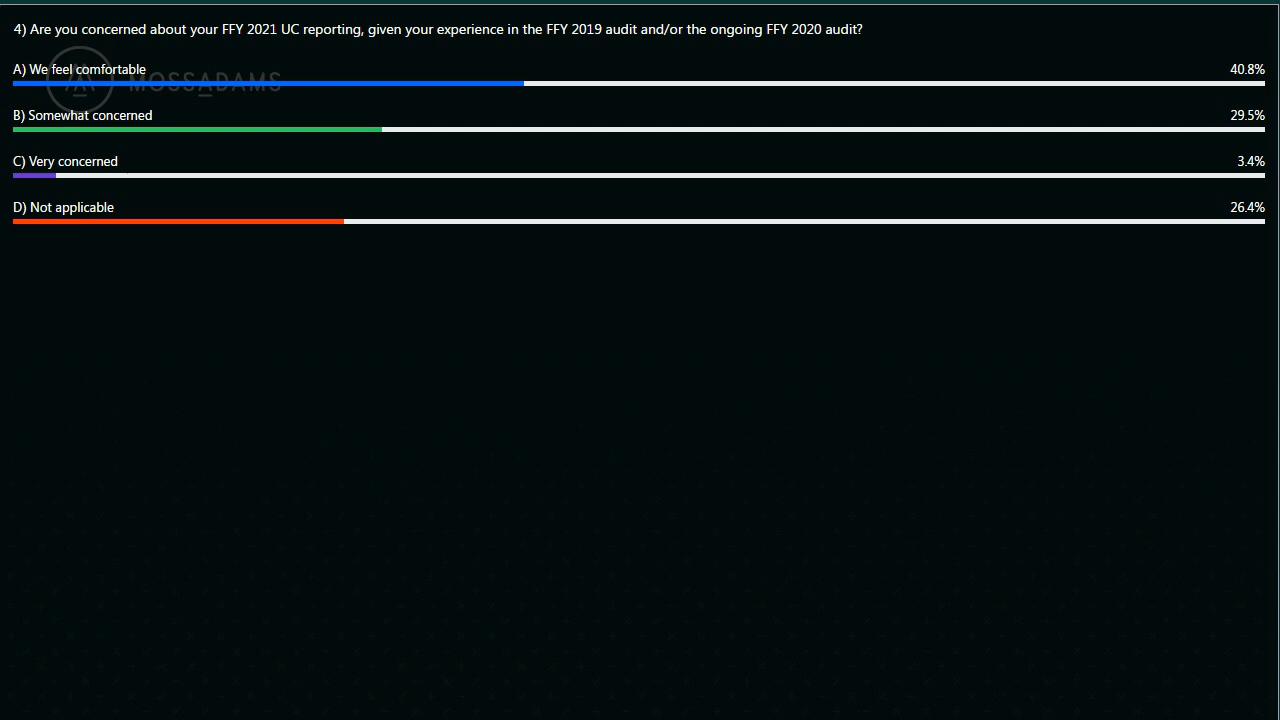 4) Are you concerned about your FFY 2021 UC reporting, given your experience in the FFY 2019 audit and/or the ongoing FFY 2020 audit?
A) We feel comfortable 40.8%
MOSSADAMS
B) Somewhat concerned 29.5%
C) Very concerned 3.4%
D) Not applicable 26.4%